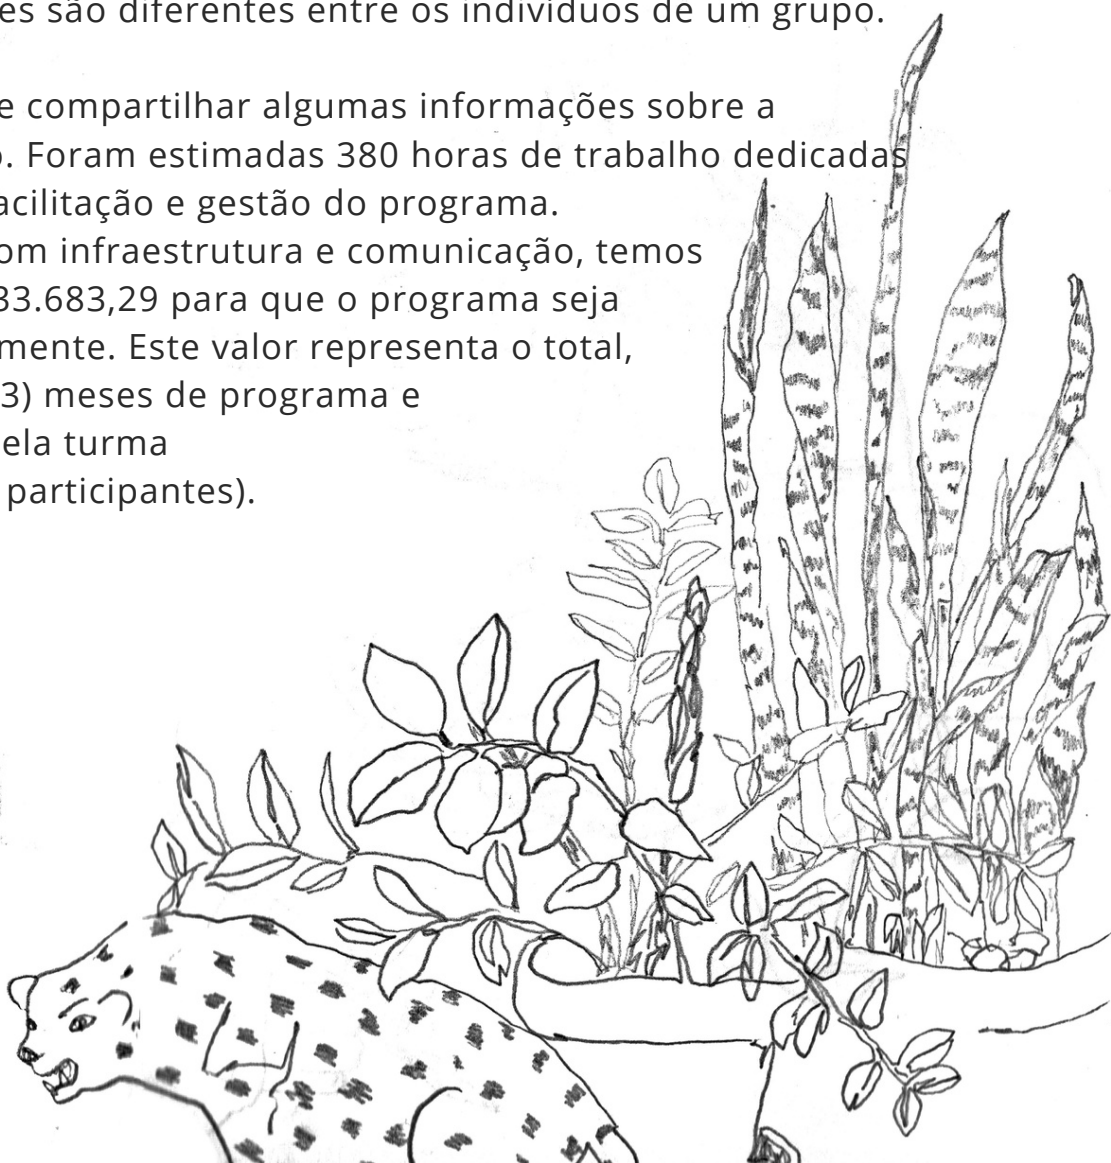 es são diferentes entre os indivíduos de um grupo.
e compartilhar algumas informações sobre a
. Foram estimadas 380 horas de trabalho dedicadas
acilitação e gestão do programa.
om infraestrutura e comunicação, temos
33.683,29 para que o programa seja
mente. Este valor representa o total,
3) meses de programa e
ela turma
participantes).